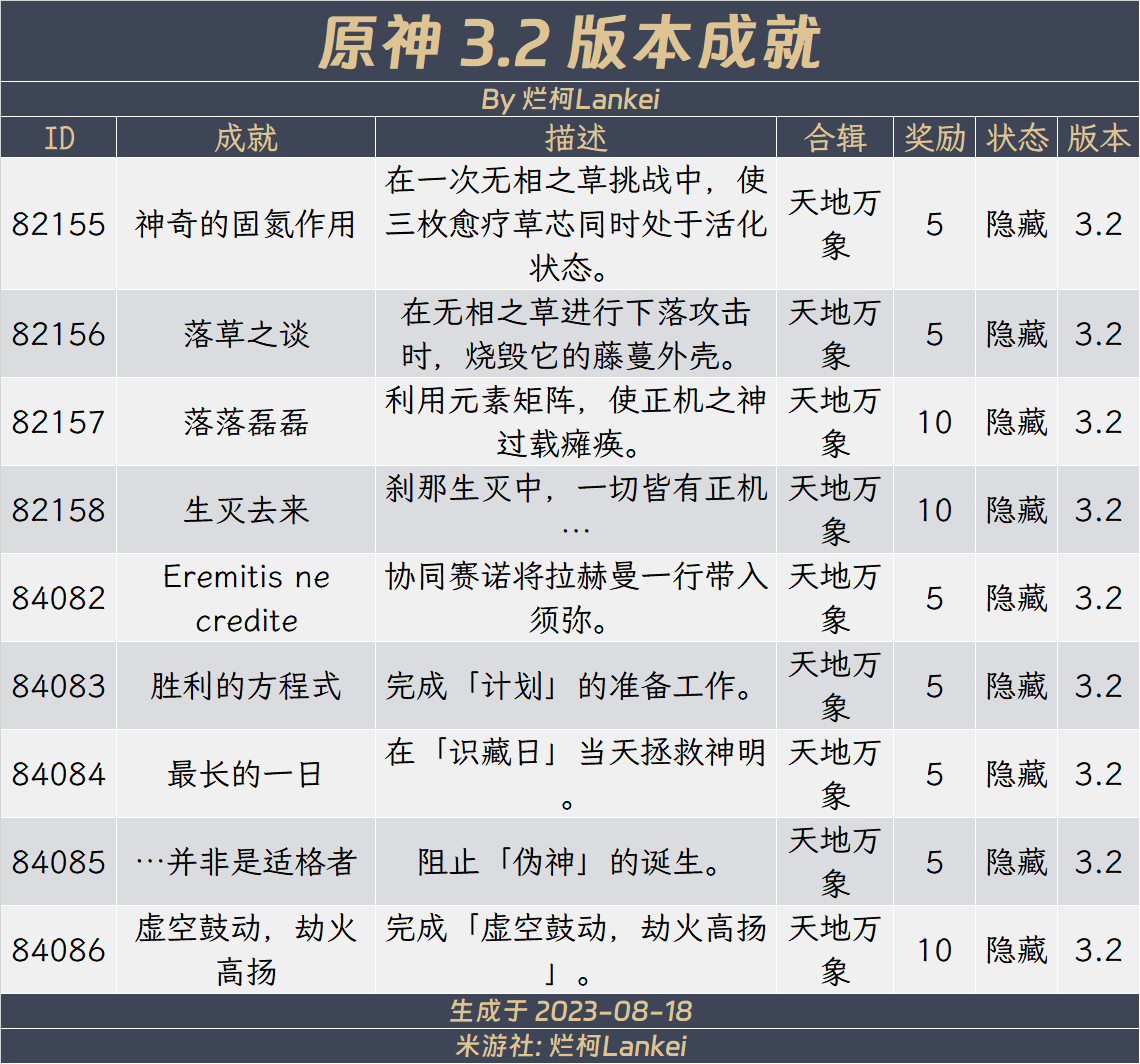 原神 3.2 版本成就
By 烂柯Lankei
ID 成就 描述 合辑 奖励 状态 版本
82155 神奇的固氮作用 在一次无相之草挑战中，使
三枚愈疗草芯同时处于活化
状态。 天地万
象 5 隐藏 3.2
82156 落草之谈 在无相之草进行下落攻击
时，烧毁它的藤蔓外壳。 天地万
象 5 隐藏 3.2
82157 落落磊磊 利用元素矩阵，使正机之神
过载瘫痪。 天地万
象 10 隐藏 3.2
82158 生灭去来 刹那生灭中，一切皆有正机
… 天地万
象 10 隐藏 3.2
84082 Eremitis ne
credite 协同赛诺将拉赫曼一行带入
须弥。 天地万
象 5 隐藏 3.2
84083 胜利的方程式 完成「计划」的准备工作。 天地万
象 5 隐藏 3.2
84084 最长的一日 在「识藏日」当天拯救神明
。 天地万
象 5 隐藏 3.2
84085 …并非是适格者 阻止「伪神」的诞生。 天地万
象 5 隐藏 3.2
84086 虚空鼓动，劫火
高扬 完成「虚空鼓动，劫火高扬
」。 天地万
象 10 隐藏 3.2
生成于 2023-08-18
米游社: 烂柯Lankei